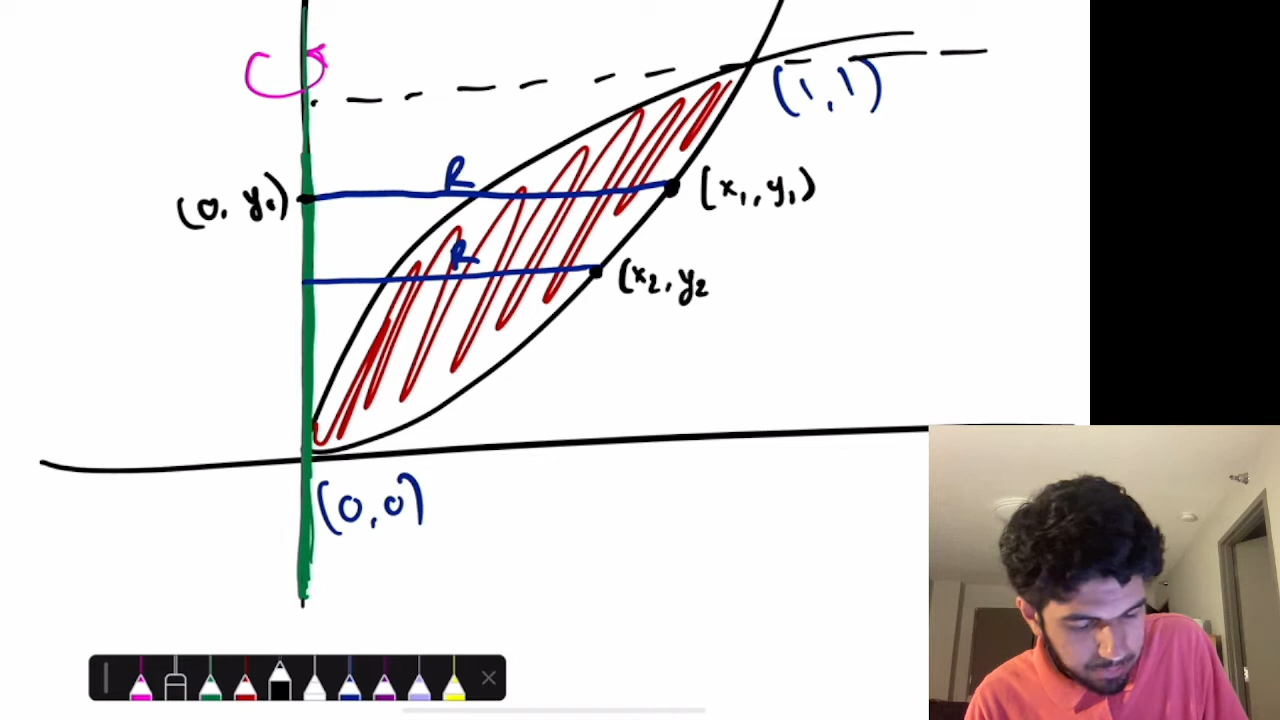 (1,1)
R
(0, y₁)
(x₁, y₁)
R
(x₂, y₂
(0,0)